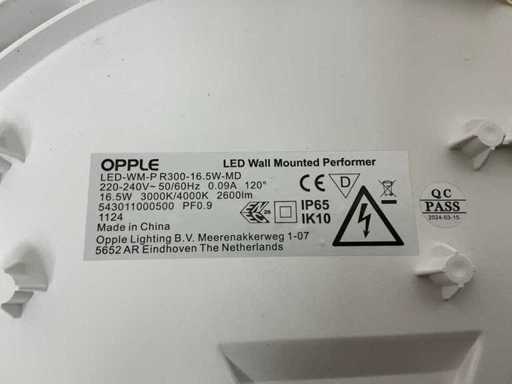 OPPLE LED Wall Mounted Performer
LED-WM-P R300-16.5W-MD
220-240V~ 50/60Hz 0.09A 120°
16.5W 3000K/4000K 2600lm
543011000500 PF0.9
1124
Made in China
Opple Lighting B.V. Meerenakkerweg 1-07
5652 AR Eindhoven The Netherlands
CE D
IP65
IK10
QC
PASS
2024-03-15